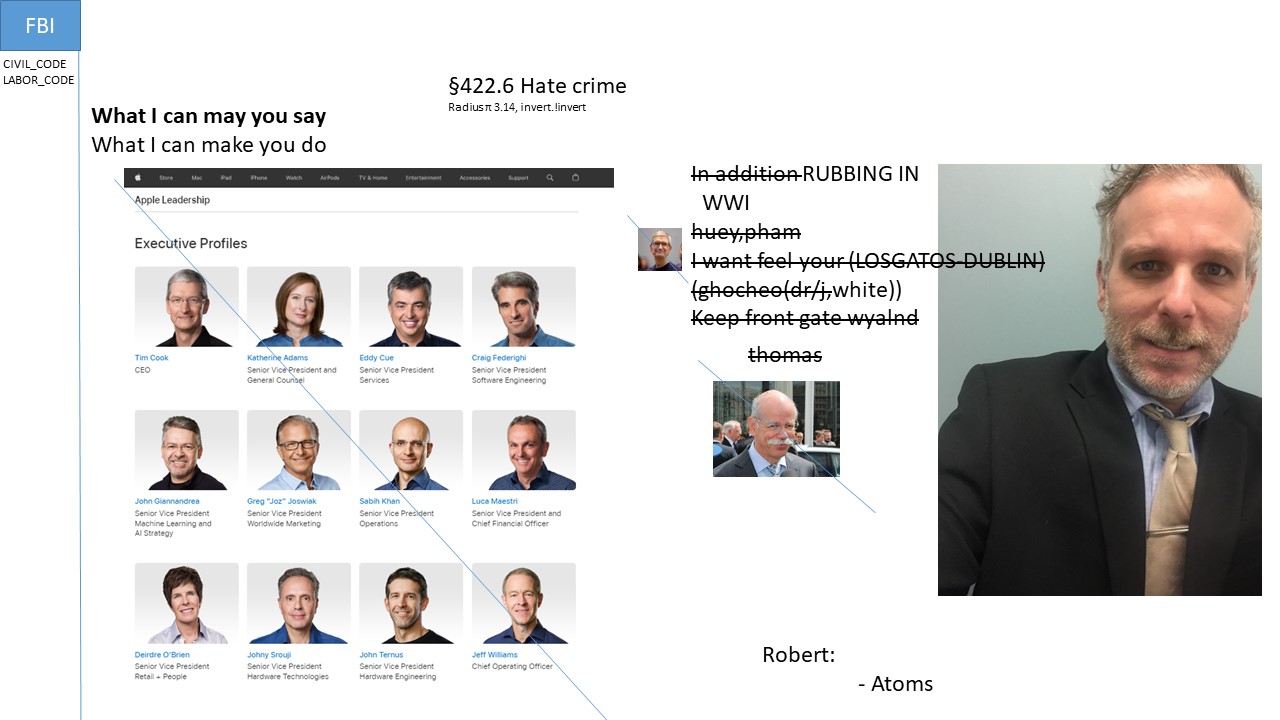 FBI
CIVIL_CODE
LABOR_CODE
§422.6 Hate crime
Radiusπ 3.14, invert.!invert
What I can may you say
What I can make you do
Store Mac iPad iPhone Watch AirPods TV & Home Entertainment Accessories Support
Apple Leadership
Executive Profiles
Tim Cook
CEO
Katherine Adams
Senior Vice President and
General Counsel
Eddy Cue
Senior Vice President
Services
Craig Federighi
Senior Vice President
Software Engineering
John Giannandrea
Senior Vice President
Machine Learning and
AI Strategy
Greg "Joz" Joswiak
Senior Vice President
Worldwide Marketing
Sabih Khan
Senior Vice President
Operations
Luca Maestri
Senior Vice President and
Chief Financial Officer
Deirdre O'Brien
Senior Vice President
Retail + People
Johny Srouji
Senior Vice President
Hardware Technologies
John Ternus
Senior Vice President
Hardware Engineering
Jeff Williams
Chief Operating Officer
In addition RUBBING IN
WWI
huey,pham
I want feel your (LOSGATOS-DUBLIN)
(ghocheo(dr/j,white))
Keep front gate wyalnd
thomas
Robert:
- Atoms